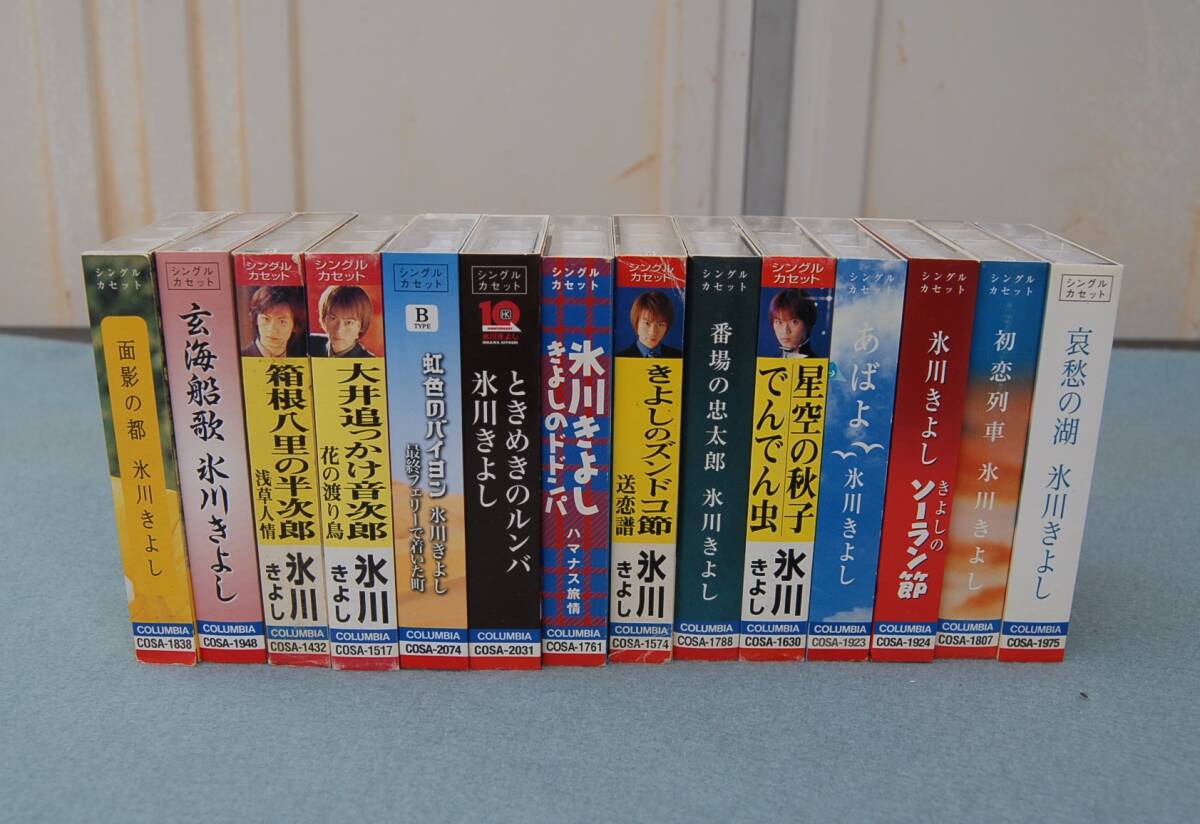 シングル
カセット
面影の都 氷川きよし
COLUMBIA
COSA-1838
シングル
カセット
玄海船歌 氷川きよし
COLUMBIA
COSA-1948
シングル
カセット
箱根八里の半次郎
浅草人情
氷川きよし
COLUMBIA
COSA-1432
シングル
カセット
大井追っかけ音次郎
花の渡り鳥
氷川きよし
COLUMBIA
COSA-1517
シングル
カセット
B
TYPE
虹色のバイヨン 氷川きよし
最終フェリーで着いた町
COLUMBIA
COSA-2074
シングル
カセット
10
HK
ANNIVERSARY
氷川きよし
HIKAWA KIYOSHI
ときめきのルンバ
氷川きよし
COLUMBIA
COSA-2031
シングル
カセット
氷川きよし
きよしのドドンパ
ハマナス旅情
COLUMBIA
COSA-1761
シングル
カセット
きよしのズンドコ節
送恋譜
氷川きよし
COLUMBIA
COSA-1574
シングル
カセット
番場の忠太郎 氷川きよし
COLUMBIA
COSA-1788
シングル
カセット
星空の秋子
でんでん虫
氷川きよし
COLUMBIA
COSA-1630
シングル
カセット
あばよ 氷川きよし
COLUMBIA
COSA-1923
シングル
カセット
氷川きよし
きよしの
ソーラン節
COLUMBIA
COSA-1924
シングル
カセット
初恋列車 氷川きよし
COLUMBIA
COSA-1807
シングル
カセット
哀愁の湖 氷川きよし
COLUMBIA
COSA-1975